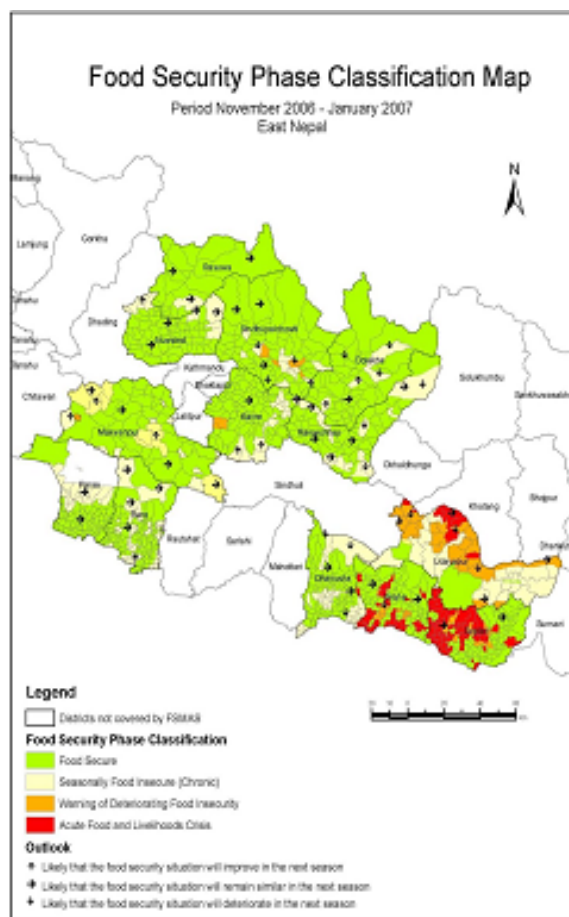 Food Security Phase Classification Map
Period November 2006 - January 2007
East Nepal
N
Manang
Gorkha
Lamjung
Rasuwa
Dhading
Nuwakot
Sindhupalchowk
Dolakha
Kathmandu
Bhaktapur
Solukhumbu
Sankhuwasabha
Chitawan
Lalitpur
Kavre
Makwanpur
Ramechhap
Okhaldhunga
Sindhuli
Khotang
Bhojpur
Parsa
Bara
Rautahat
Sarlahi
Mahottari
Dhanusha
Udayapur
Siraha
Saptari
Sunsari
Legend
Districts not covered by FSMAS
Food Security Phase Classification
Food Secure
Seasonally Food Insecure (Chronic)
Warning of Deteriorating Food Insecurity
Acute Food and Livelihoods Crisis
Outlook
Likely that the food security situation will improve in the next season
Likely that the food security situation will remain similar in the next season
Likely that the food security situation will deteriorate in the next season